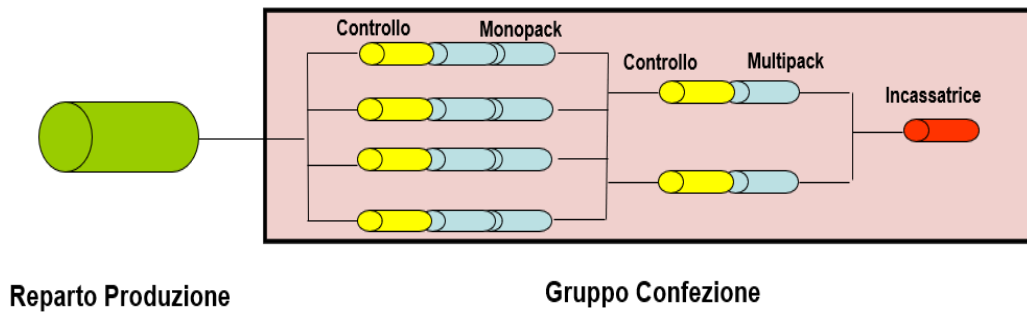 Controllo
Monopack
Controllo
Multipack
Incassatrice
Reparto Produzione
Gruppo Confezione